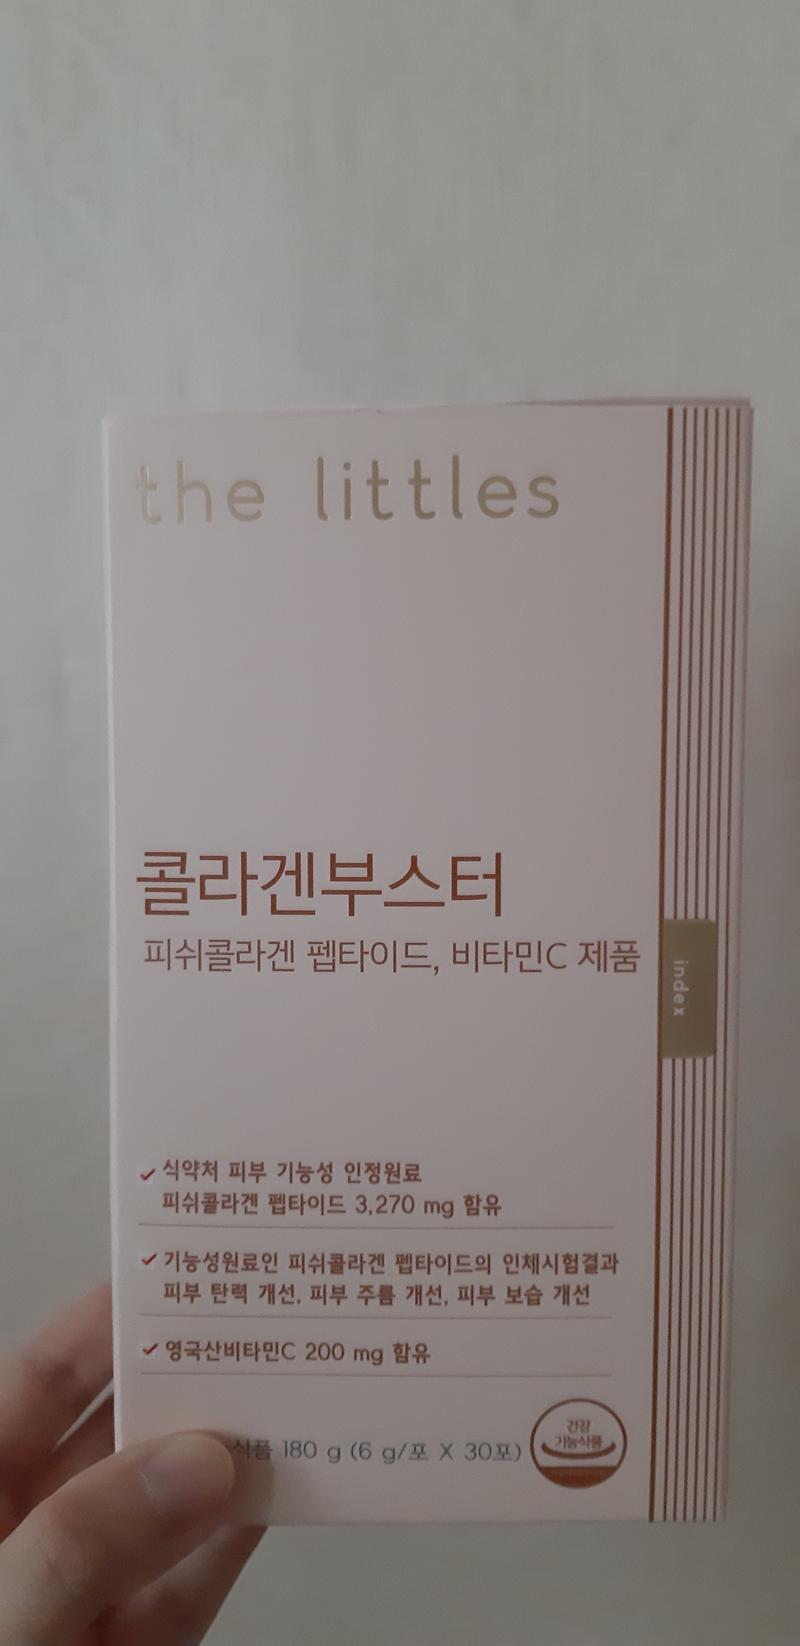 the littles
콜라겐부스터
피쉬콜라겐 펩타이드, 비타민C 제품
index
식약처 피부 기능성 인정원료
피쉬콜라겐 펩타이드 3,270 mg 함유
기능성원료인 피쉬콜라겐 펩타이드의 인체시험결과
피부 탄력 개선, 피부 주름 개선, 피부 보습 개선
영국산비타민C 200 mg 함유
식품 180 g (6 g/포 X 30포)
건강
기능식품